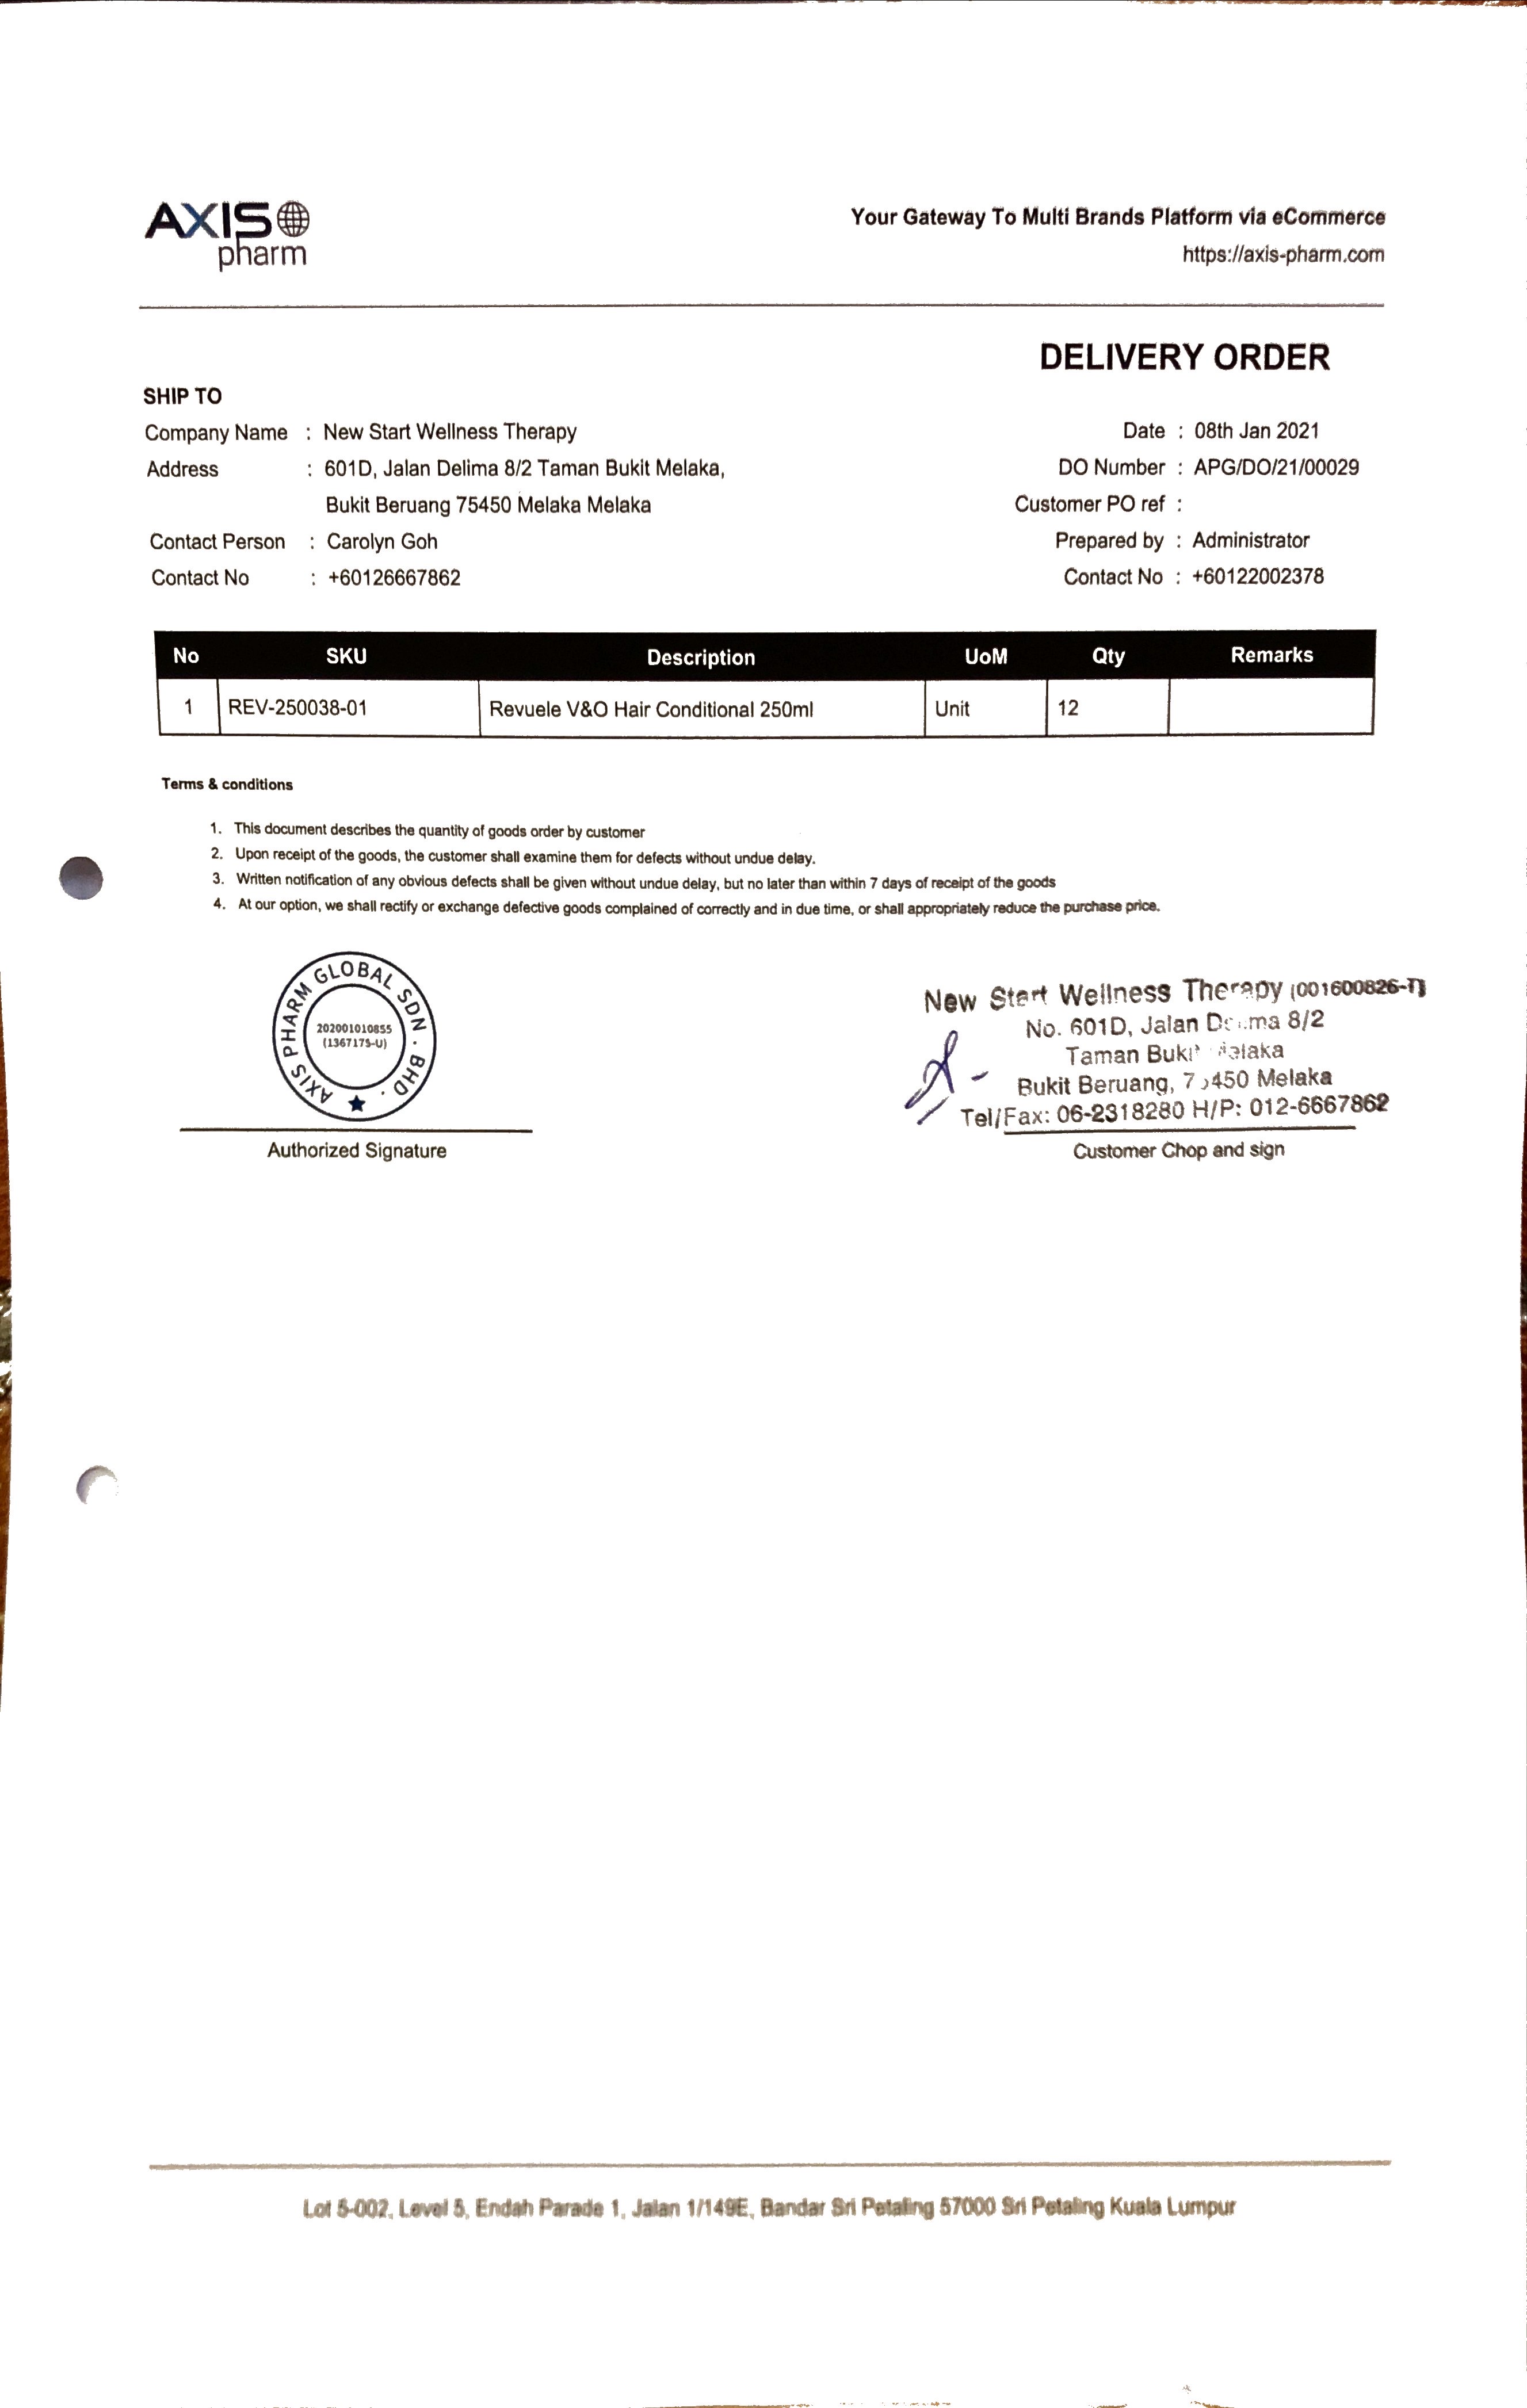 AXIS
pharm
Your Gateway To Multi Brands Platform via eCommerce
https://axis-pharm.com
DELIVERY ORDER
SHIP TO
Company Name : New Start Wellness Therapy
Address : 601D, Jalan Delima 8/2 Taman Bukit Melaka,
Bukit Beruang 75450 Melaka Melaka
Contact Person : Carolyn Goh
Contact No : +60126667862
Date : 08th Jan 2021
DO Number : APG/DO/21/00029
Customer PO ref :
Prepared by : Administrator
Contact No : +60122002378
No SKU Description UoM Qty Remarks
1 REV-250038-01 Revuele V&O Hair Conditional 250ml Unit 12
Terms & conditions
1. This document describes the quantity of goods order by customer
2. Upon receipt of the goods, the customer shall examine them for defects without undue delay.
3. Written notification of any obvious defects shall be given without undue delay, but no later than within 7 days of receipt of the goods
4. At our option, we shall rectify or exchange defective goods complained of correctly and in due time, or shall appropriately reduce the purchase price.
AXIS PHARM GLOBAL SDN · BHD ·
202001010855
(1367175-U)
Authorized Signature
New Start Wellness Therapy (001600826-T)
No. 601D, Jalan 8/2
Taman
Bukit Beruang, Melaka
Tel/Fax: 06-2318280 H/P: 012-6667862
Customer Chop and sign
Lot 5-002, Level 5, Endah Parade 1, Jalan 1/149E, Bandar Sri Petaling 57000 Sri Petaling Kuala Lumpur